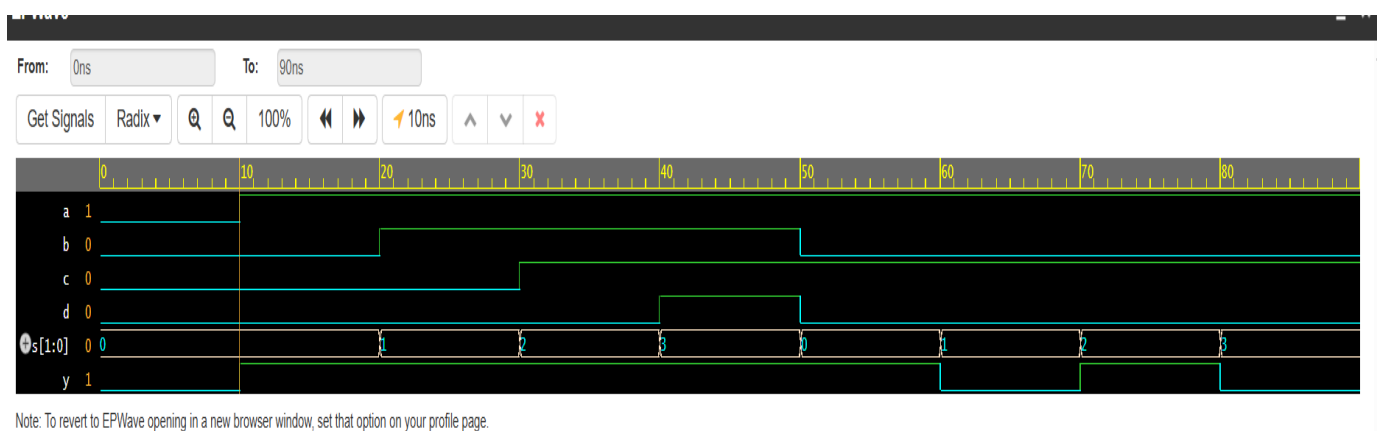 EPWave
From: 0ns To: 90ns
Get Signals Radix 100% 10ns
0 10 20 30 40 50 60 70 80
a 1
b 0
c 0
d 0
s[1:0] 0 0 1 2 3 0 1 2 3
y 1
Note: To revert to EPWave opening in a new browser window, set that option on your profile page.